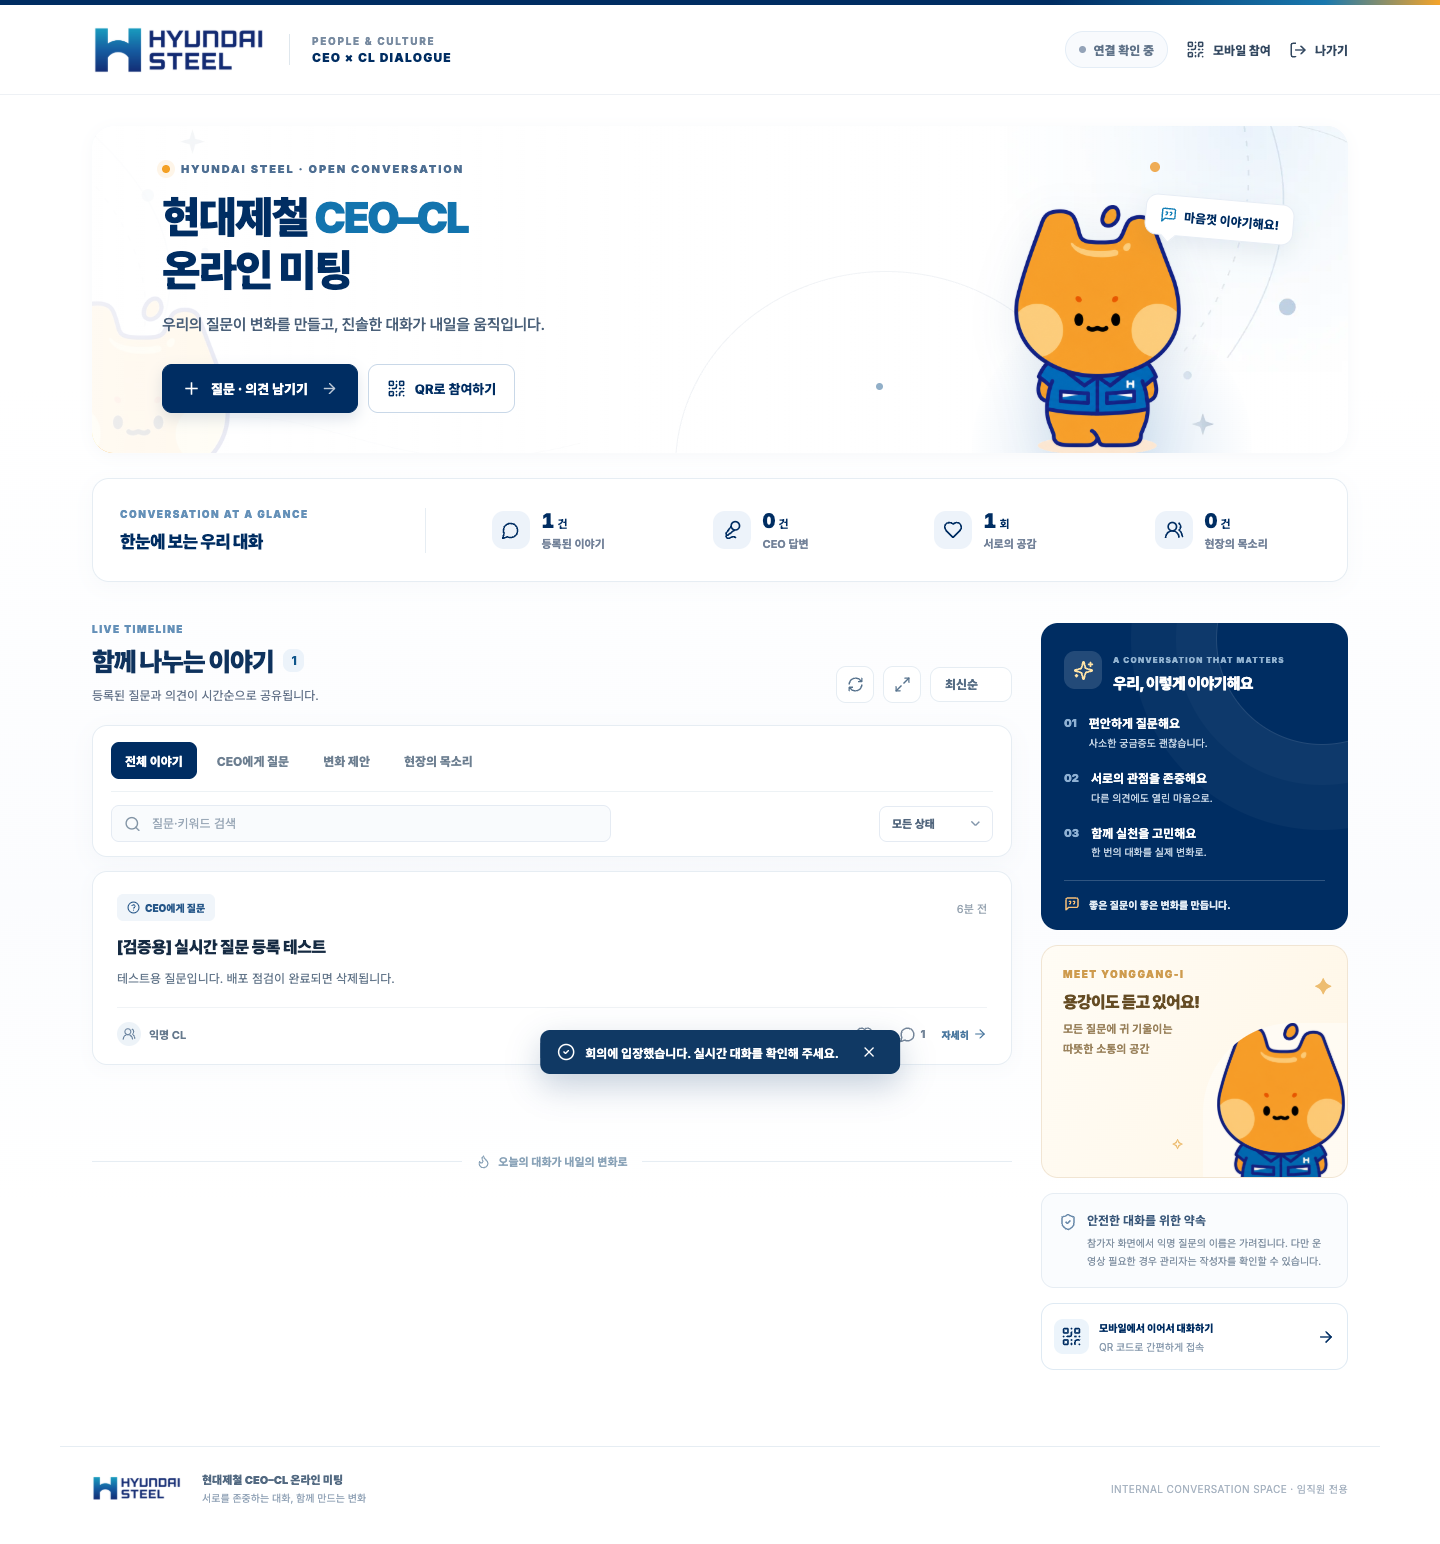 HYUNDAI
STEEL
PEOPLE & CULTURE
CEO × CL DIALOGUE
연결 확인 중
모바일 참여
나가기
HYUNDAI STEEL · OPEN CONVERSATION
현대제철 CEO–CL
온라인 미팅
우리의 질문이 변화를 만들고, 진솔한 대화가 내일을 움직입니다.
질문 · 의견 남기기
QR로 참여하기
마음껏 이야기해요!
H
CONVERSATION AT A GLANCE
한눈에 보는 우리 대화
1 건
등록된 이야기
0 건
CEO 답변
1 회
서로의 공감
0 건
현장의 목소리
LIVE TIMELINE
함께 나누는 이야기 1
등록된 질문과 의견이 시간순으로 공유됩니다.
최신순
전체 이야기
CEO에게 질문
변화 제안
현장의 목소리
질문·키워드 검색
모든 상태
CEO에게 질문
6분 전
[검증용] 실시간 질문 등록 테스트
테스트용 질문입니다. 배포 점검이 완료되면 삭제됩니다.
익명 CL
1
자세히
회의에 입장했습니다. 실시간 대화를 확인해 주세요.
오늘의 대화가 내일의 변화로
A CONVERSATION THAT MATTERS
우리, 이렇게 이야기해요
01 편안하게 질문해요
사소한 궁금증도 괜찮습니다.
02 서로의 관점을 존중해요
다른 의견에도 열린 마음으로.
03 함께 실천을 고민해요
한 번의 대화를 실제 변화로.
좋은 질문이 좋은 변화를 만듭니다.
MEET YONGGANG-I
용강이도 듣고 있어요!
모든 질문에 귀 기울이는
따뜻한 소통의 공간
H
안전한 대화를 위한 약속
참가자 화면에서 익명 질문의 이름은 가려집니다. 다만 운
영상 필요한 경우 관리자는 작성자를 확인할 수 있습니다.
모바일에서 이어서 대화하기
QR 코드로 간편하게 접속
HYUNDAI
STEEL
현대제철 CEO–CL 온라인 미팅
서로를 존중하는 대화, 함께 만드는 변화
INTERNAL CONVERSATION SPACE · 임직원 전용